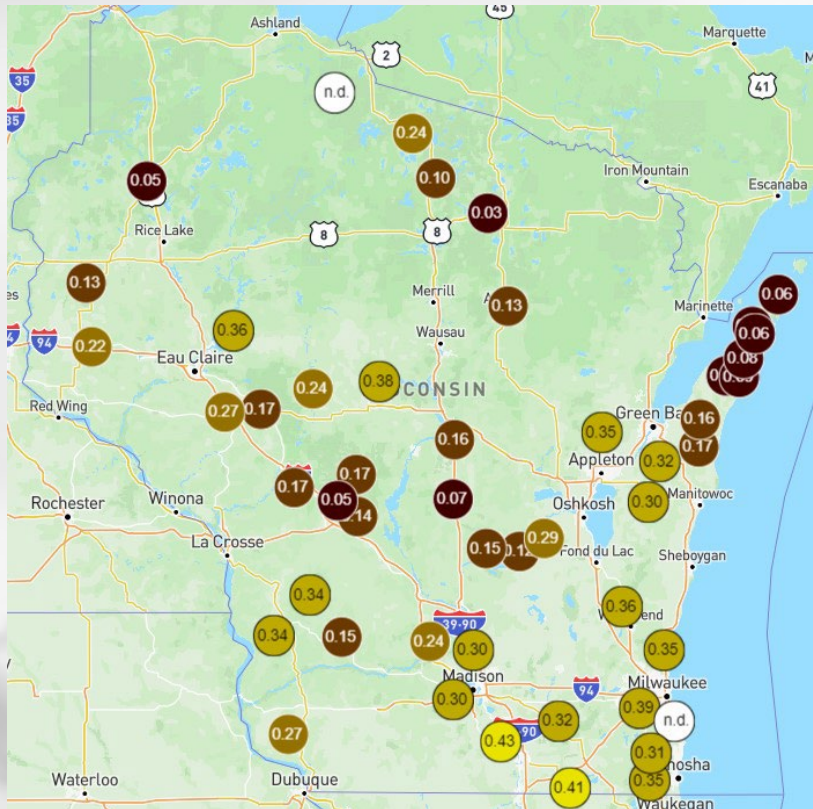 45
Ashland
Marquette
2
35
41
n.d.
35
0.24
Iron Mountain
0.05
0.10
Escanaba
0.03
Rice Lake
8
8
0.13
0.06
Merrill
0.13
Marinette
0.36
Wausau
0.06
94
0.22
0.08
Eau Claire
0.38
0.24
CONSIN
Red Wing
0.27
0.17
0.16
Green Ba
0.35
0.16
0.17
0.32
Appleton
0.17
0.17
0.05
0.07
0.30
Manitowoc
Rochester
Winona
0.14
Oshkosh
La Crosse
0.29
0.15
0.12
Fond du Lac
Sheboygan
0.34
0.36
39-90
end
0.34
0.15
0.24
0.30
0.35
Madison
94
Milwaukee
0.30
0.39
0.32
n.d.
-90
0.27
0.43
0.31
nosha
Waterloo
Dubuque
0.41
0.35
Waukegan